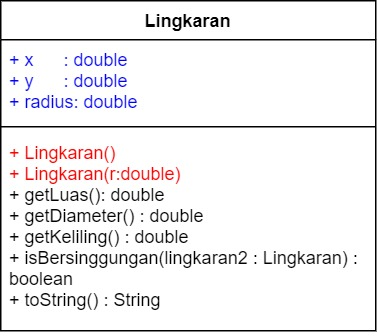 Lingkaran
+ x : double
+ y : double
+ radius: double
+ Lingkaran()
+ Lingkaran(r:double)
+ getLuas(): double
+ getDiameter() : double
+ getKeliling() : double
+ isBersinggungan(lingkaran2 : Lingkaran) :
boolean
+ toString() : String